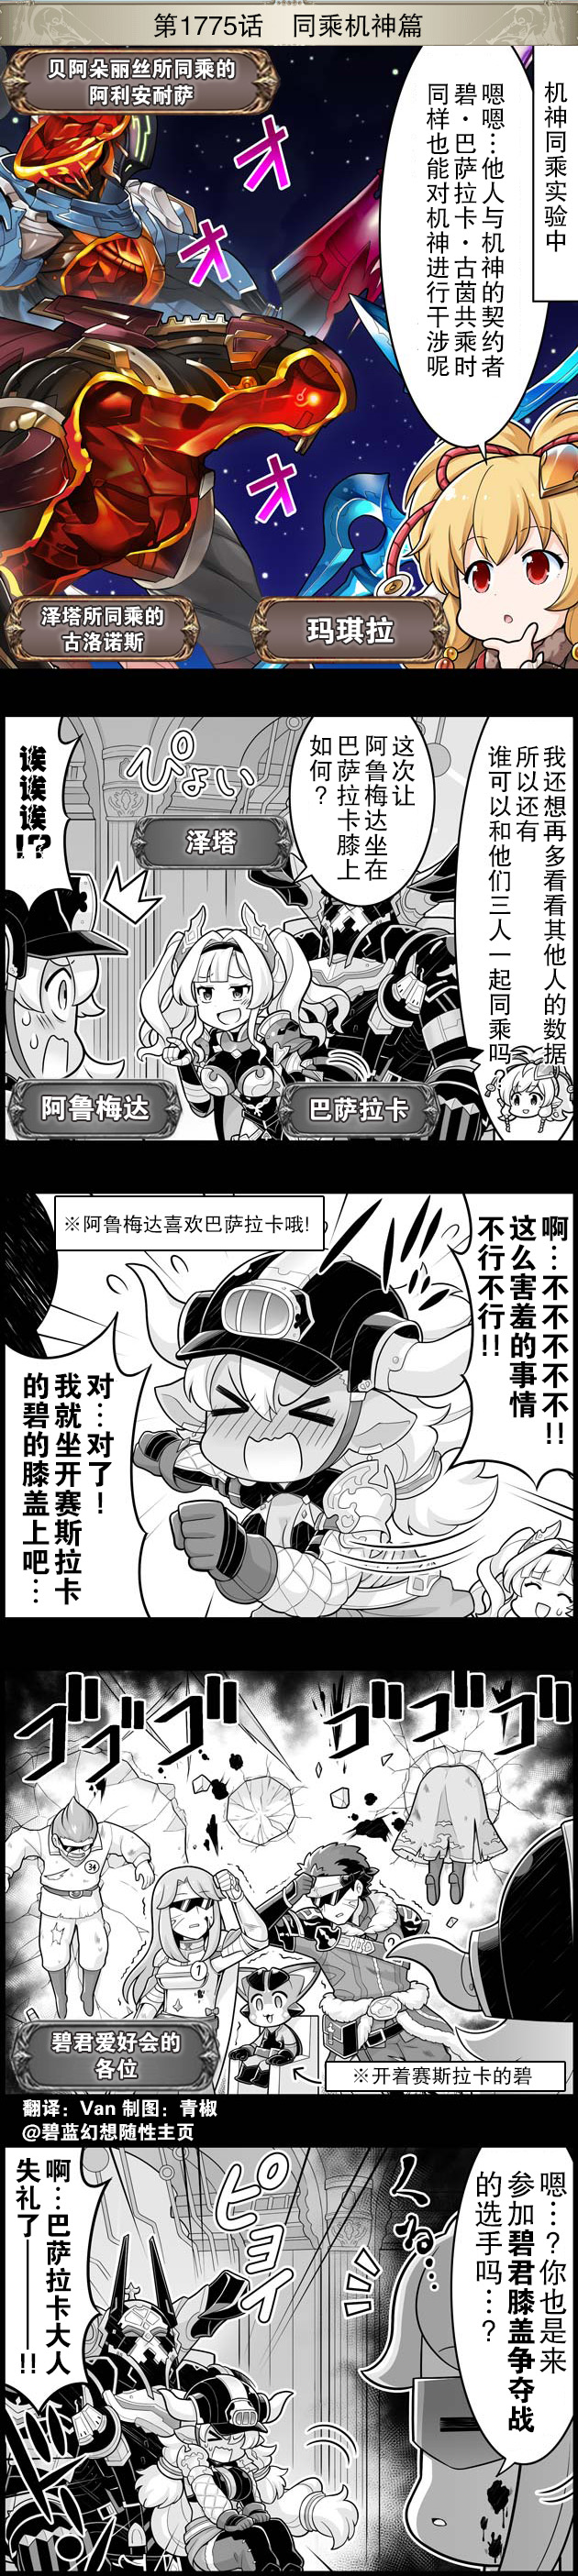 第1775话　同乘机神篇
机神同乘实验中
嗯嗯…他人与机神的契约者
碧·巴萨拉卡·古茵共乘时
同样也能对机神进行干涉呢
贝阿朵丽丝所同乘的
阿利安耐萨
オ
オ
オ
泽塔所同乘的
古洛诺斯
玛琪拉
我还想再多看看其他人的数据
所以还有
谁可以和他们三人一起同乘吗?
这次让
阿鲁梅达坐在
巴萨拉卡膝上
如何?
ぴょい
泽塔
诶诶诶!?
阿鲁梅达
巴萨拉卡
※阿鲁梅达喜欢巴萨拉卡哦!
啊…不不不不不!!
这么害羞的事情
不行不行!!
对…对了!
我就坐开赛斯拉卡
的碧的膝盖上吧…
ゴゴゴ
ゴゴゴ
34
1
?
碧君爱好会的
各位
※开着赛斯拉卡的碧
翻译：Van 制图：青椒
@碧蓝幻想随性主页
嗯…?你也是来
参加碧君膝盖争夺战
的选手吗…?
くるぅ
ピョイ
啊…巴萨拉卡大人
失礼了——!!